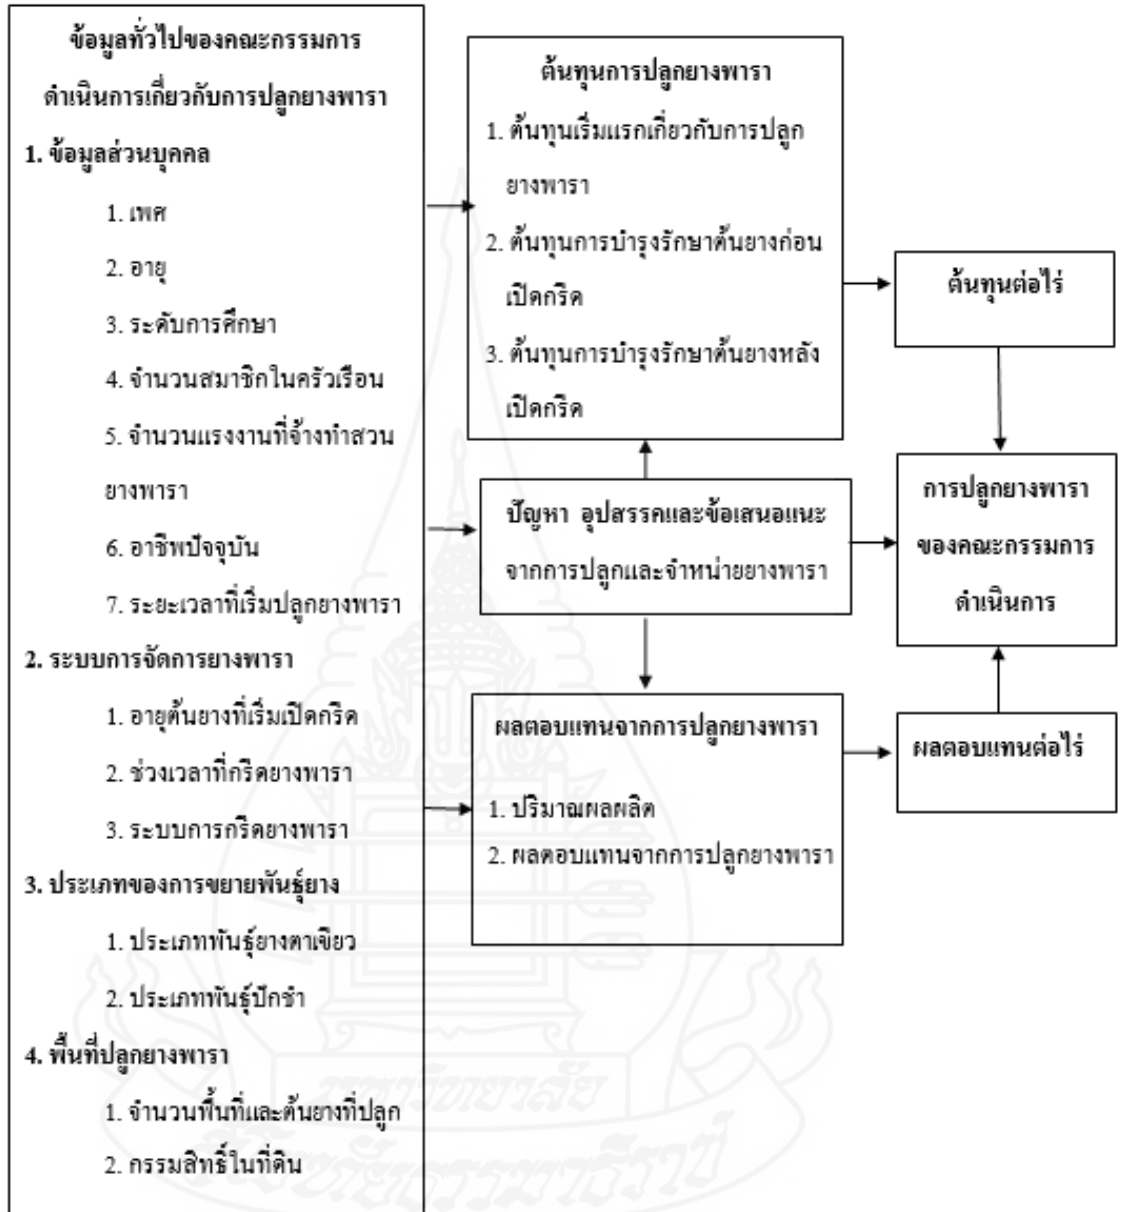 ข้อมูลทั่วไปของคณะกรรมการ
ดำเนินการเกี่ยวกับการปลูกยางพารา
1. ข้อมูลส่วนบุคคล
1. เพศ
2. อายุ
3. ระดับการศึกษา
4. จำนวนสมาชิกในครัวเรือน
5. จำนวนแรงงานที่จ้างทำสวน
ยางพารา
6. อาชีพปัจจุบัน
7. ระยะเวลาที่เริ่มปลูกยางพารา
2. ระบบการจัดการยางพารา
1. อายุต้นยางที่เริ่มเปิดกรีด
2. ช่วงเวลาที่กรีดยางพารา
3. ระบบการกรีดยางพารา
3. ประเภทของการขยายพันธุ์ยาง
1. ประเภทพันธุ์ยางตาเขียว
2. ประเภทพันธุ์ปักชำ
4. พื้นที่ปลูกยางพารา
1. จำนวนพื้นที่และต้นยางที่ปลูก
2. กรรมสิทธิ์ในที่ดิน
ต้นทุนการปลูกยางพารา
1. ต้นทุนเริ่มแรกเกี่ยวกับการปลูก
ยางพารา
2. ต้นทุนการบำรุงรักษาต้นยางก่อน
เปิดกรีด
3. ต้นทุนการบำรุงรักษาต้นยางหลัง
เปิดกรีด
ปัญหา อุปสรรคและข้อเสนอแนะ
จากการปลูกและจำหน่ายยางพารา
ผลตอบแทนจากการปลูกยางพารา
1. ปริมาณผลผลิต
2. ผลตอบแทนจากการปลูกยางพารา
ต้นทุนต่อไร่
การปลูกยางพารา
ของคณะกรรมการ
ดำเนินการ
ผลตอบแทนต่อไร่
มหาวิทยาลัย
สุโขทัยธรรมาธิราช